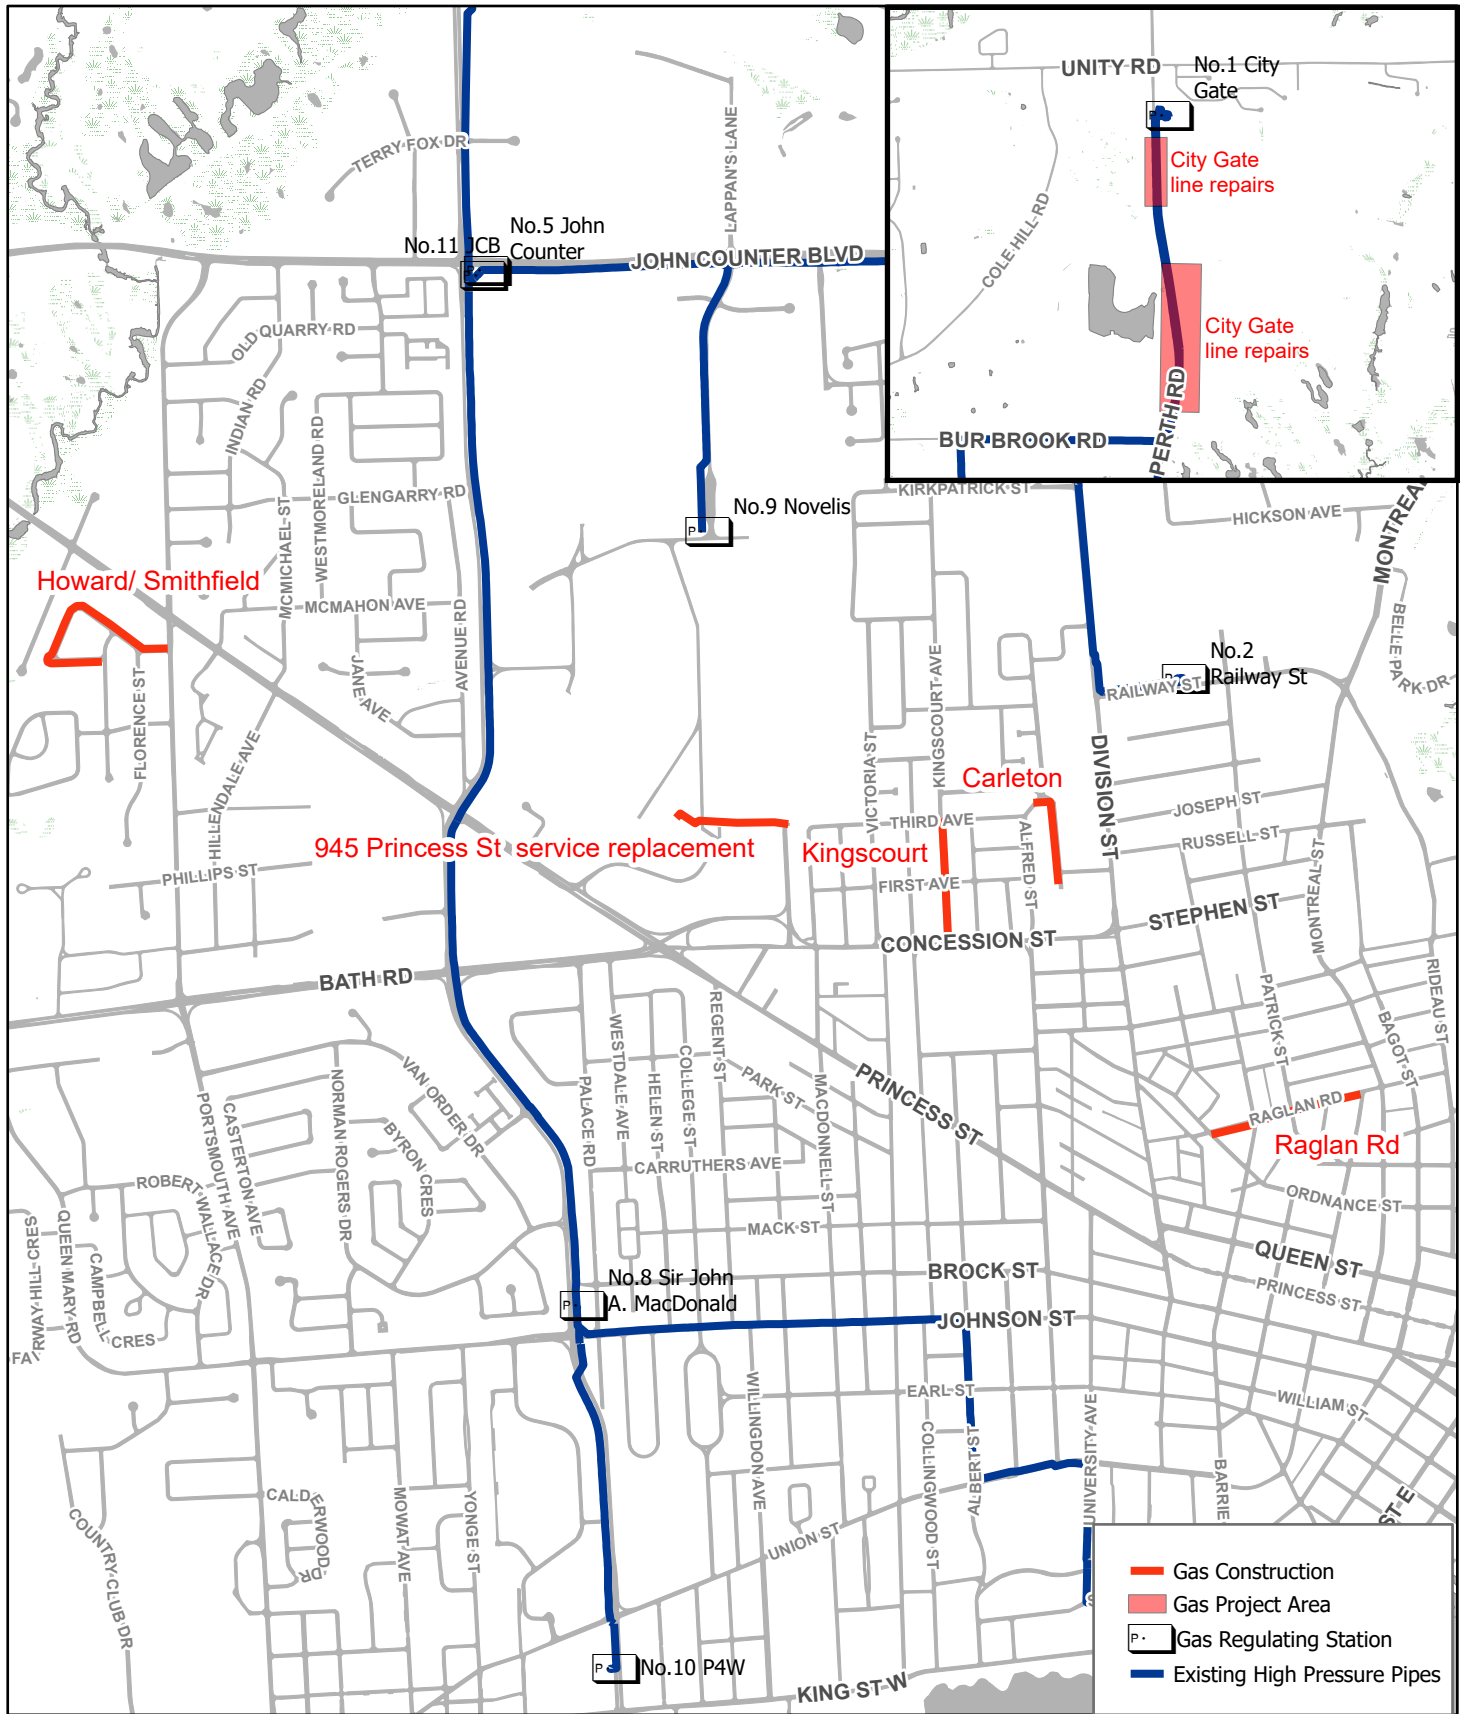 UNITY RD
No.1 City
Gate
City Gate
line repairs
COLE HILL RD
City Gate
line repairs
PERTH RD
BUR BROOK RD
TERRY FOX DR
LAPPAN'S LANE
No.5 John
Counter
No.11 JCB
JOHN COUNTER BLVD
OLD QUARRY RD
INDIAN RD
WESTMORELAND RD
GLENGARRY RD
MCMICHAEL ST
No.9 Novelis
KIRKPATRICK ST
HICKSON AVE
MONTREAL
Howard/ Smithfield
MCMAHON AVE
AVENUE RD
JANE AVE
FLORENCE ST
HILLENDALE AVE
KINGSCOURT AVE
BELLE PARK DR
No.2
Railway St
RAILWAY ST
VICTORIA ST
DIVISION ST
Carleton
945 Princess St service replacement
Kingscourt
THIRD AVE
ALFRED ST
JOSEPH ST
RUSSELL ST
PHILLIPS ST
FIRST AVE
MONTREAL ST
STEPHEN ST
CONCESSION ST
BATH RD
REGENT ST
PATRICK ST
RIDEAU ST
BAGOT ST
WESTDALE AVE
COLLEGE ST
HELEN ST
PALACE RD
PARK ST
MACDONNELL ST
PRINCESS ST
VAN ORDER DR
NORMAN ROGERS DR
BYRON CRES
CASTERTON AVE
PORTSMOUTH AVE
ROBERT WALLACE DR
RAGLAN RD
Raglan Rd
CARRUTHERS AVE
ORDNANCE ST
MACK ST
QUEEN ST
PRINCESS ST
FAIRWAY HILL CRES
QUEEN MARY RD
CAMPBELL CRES
No.8 Sir John
A. MacDonald
BROCK ST
JOHNSON ST
EARL ST
WILLIAM ST
WILLINGDON AVE
COLLINGWOOD ST
ALBERT ST
UNIVERSITY AVE
BARRIE
ST E
CALDERWOOD DR
MOWAT AVE
YONGE ST
COUNTRY CLUB DR
UNION ST
No.10 P4W
KING ST W
Gas Construction
Gas Project Area
P
Gas Regulating Station
Existing High Pressure Pipes